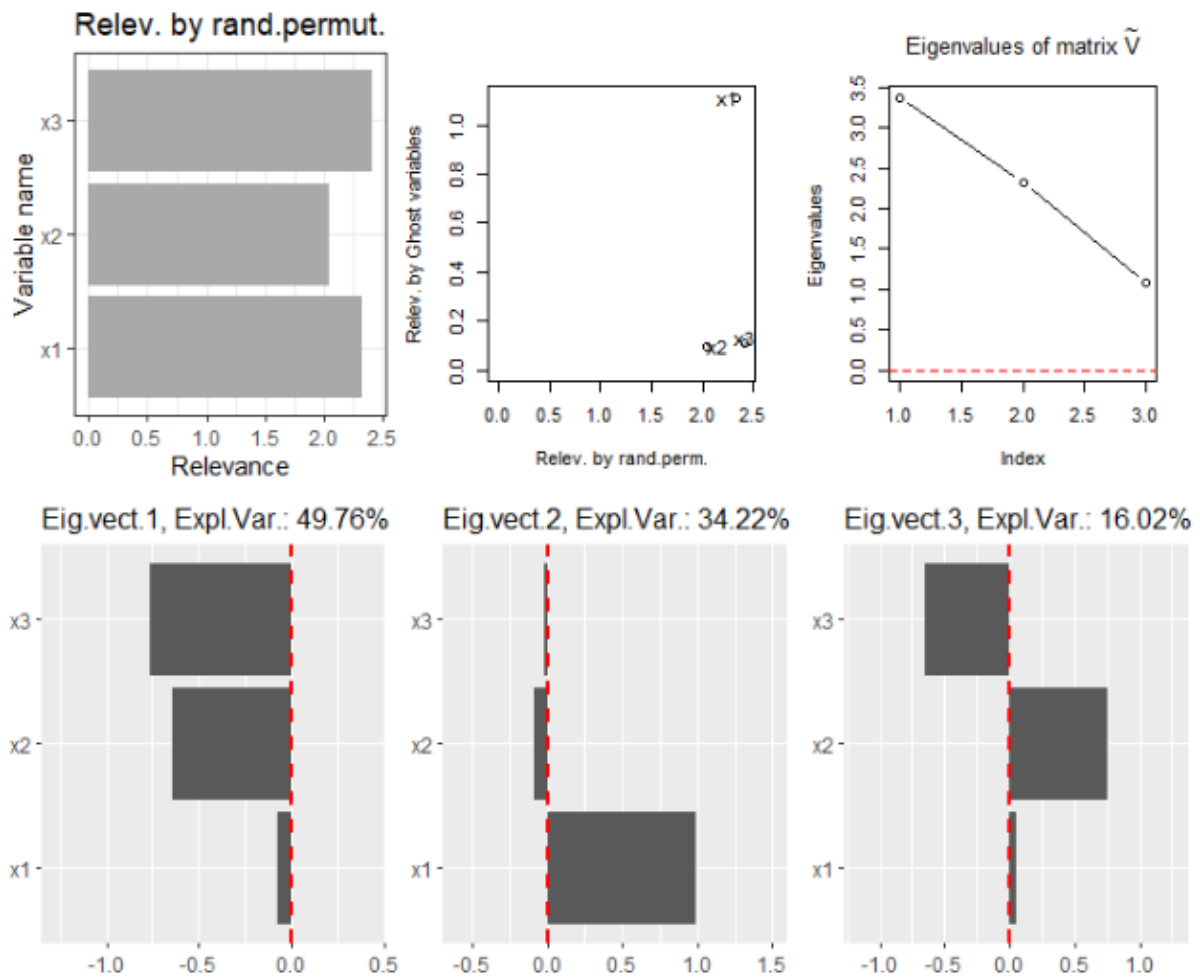 Relev. by rand.permut.
Variable name
x3
x2
x1
0.0 0.5 1.0 1.5 2.0 2.5
Relevance
Relev. by Ghost variables
1.0
0.8
0.6
0.4
0.2
0.0
x1
x2
x3
0.0 0.5 1.0 1.5 2.0 2.5
Relev. by rand.perm.
Eigenvalues of matrix Ṽ
Eigenvalues
3.5
3.0
2.5
2.0
1.5
1.0
0.5
0.0
1.0 1.5 2.0 2.5 3.0
Index
Eig.vect.1, Expl.Var.: 49.76%
x3
x2
x1
-1.0 -0.5 0.0 0.5
Eig.vect.2, Expl.Var.: 34.22%
x3
x2
x1
-0.5 0.0 0.5 1.0 1.5
Eig.vect.3, Expl.Var.: 16.02%
x3
x2
x1
-1.0 -0.5 0.0 0.5 1.0